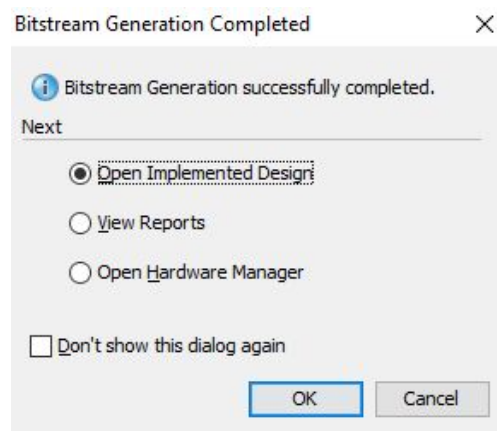 Bitstream Generation Completed
Bitstream Generation successfully completed.
Next
Open Implemented Design
View Reports
Open Hardware Manager
Don't show this dialog again
OK Cancel